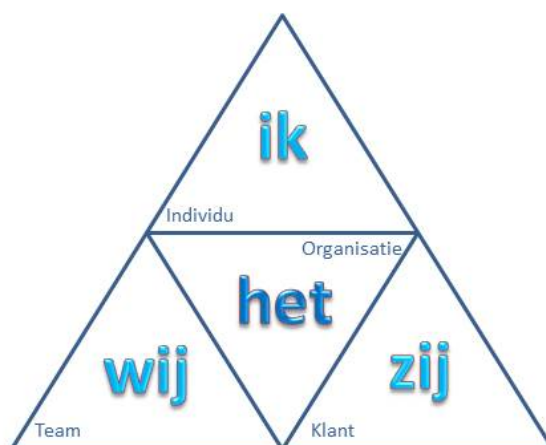 ik
Individu
Organisatie
het
wij
zij
Team
Klant